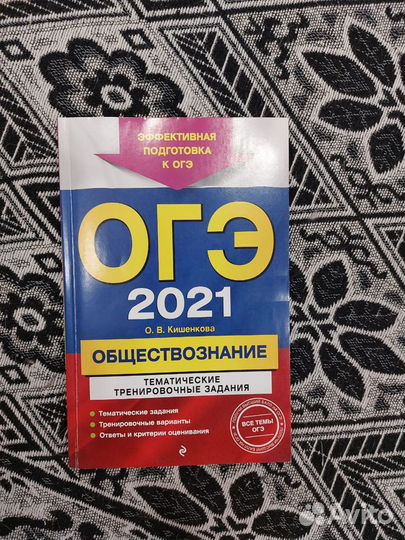 ЭФФЕКТИВНАЯ
ПОДГОТОВКА
К ОГЭ
ОГЭ
2021
О. В. Кишенкова
ОБЩЕСТВОЗНАНИЕ
ТЕМАТИЧЕСКИЕ
ТРЕНИРОВОЧНЫЕ ЗАДАНИЯ
• Тематические задания
• Тренировочные варианты
• Ответы и критерии оценивания
ВСЕ ТЕМЫ
ОГЭ
Avito